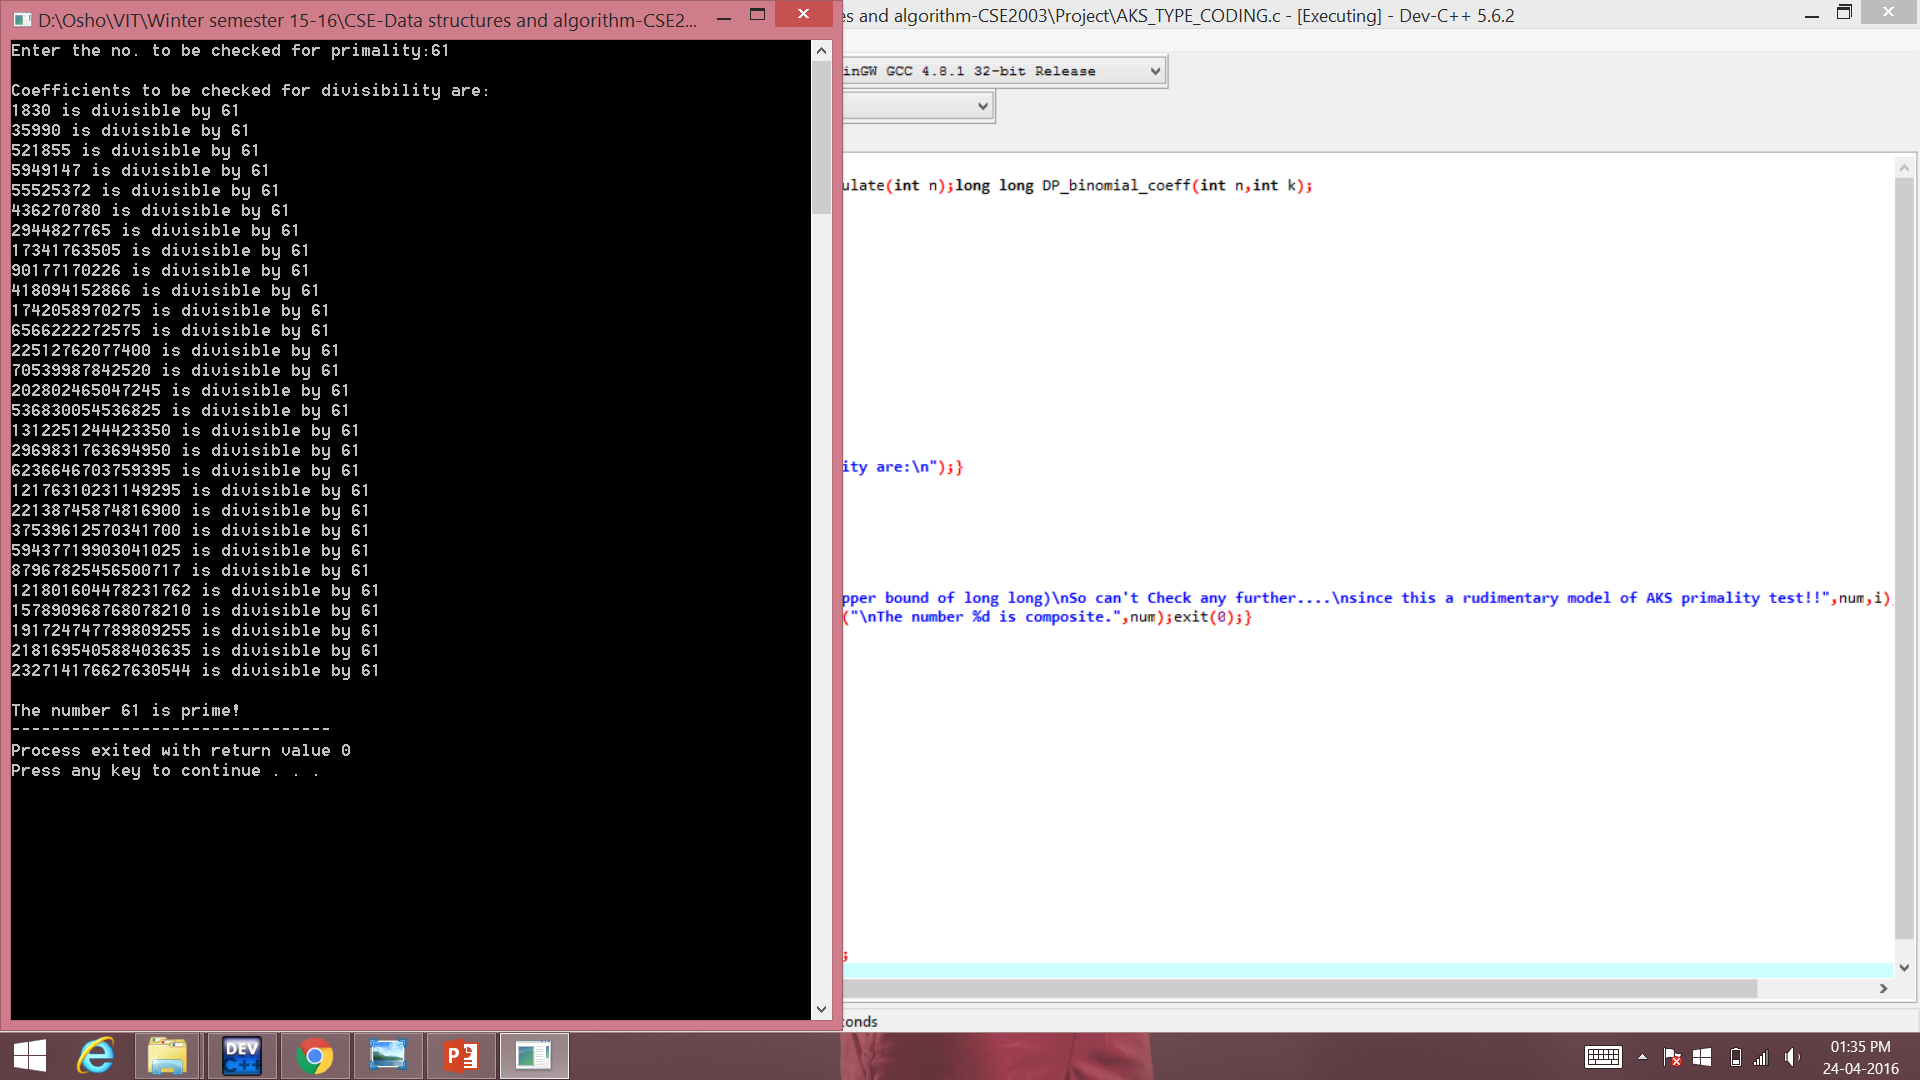 D:\Osho\VIT\Winter semester 15-16\CSE-Data structures and algorithm-CSE2...
Enter the no. to be checked for primality:61
Coefficients to be checked for divisibility are:
1830 is divisible by 61
35990 is divisible by 61
521855 is divisible by 61
5949147 is divisible by 61
55525372 is divisible by 61
436270780 is divisible by 61
2944827765 is divisible by 61
17341763505 is divisible by 61
90177170226 is divisible by 61
418094152866 is divisible by 61
1742058970275 is divisible by 61
6566222272575 is divisible by 61
22512762077400 is divisible by 61
70539987842520 is divisible by 61
202802465047245 is divisible by 61
536830054536825 is divisible by 61
1312251244423350 is divisible by 61
2969831763694950 is divisible by 61
6236646703759395 is divisible by 61
12176310231149295 is divisible by 61
22138745874816900 is divisible by 61
37539612570341700 is divisible by 61
59437719903041025 is divisible by 61
87967825456500717 is divisible by 61
121801604478231762 is divisible by 61
157890968768078210 is divisible by 61
191724747789809255 is divisible by 61
218169540588403635 is divisible by 61
232714176627630544 is divisible by 61
The number 61 is prime!
--------------------------------
Process exited with return value 0
Press any key to continue . . .
es and algorithm-CSE2003\Project\AKS_TYPE_CODING.c - [Executing] - Dev-C++ 5.6.2
inGW GCC 4.8.1 32-bit Release
ulate(int n);long long DP_binomial_coeff(int n,int k);
ity are:\n");}
pper bound of long long)\nSo can't Check any further....\nsince this a rudimentary model of AKS primality test!!",num,i)
("\nThe number %d is composite.",num);exit(0);}
;
conds
DEV
C++
P
01:35 PM
24-04-2016